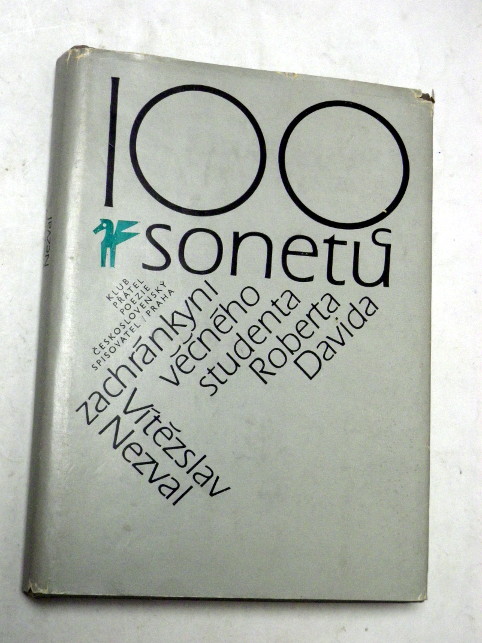 100
sonetů
KLUB
PŘÁTEL
POEZIE
ČESKOSLOVENSKÝ
SPISOVATEL / PRAHA
zachránkyni
věčného
studenta
Roberta
Davida
Vítězslav
Nezval
Nezval